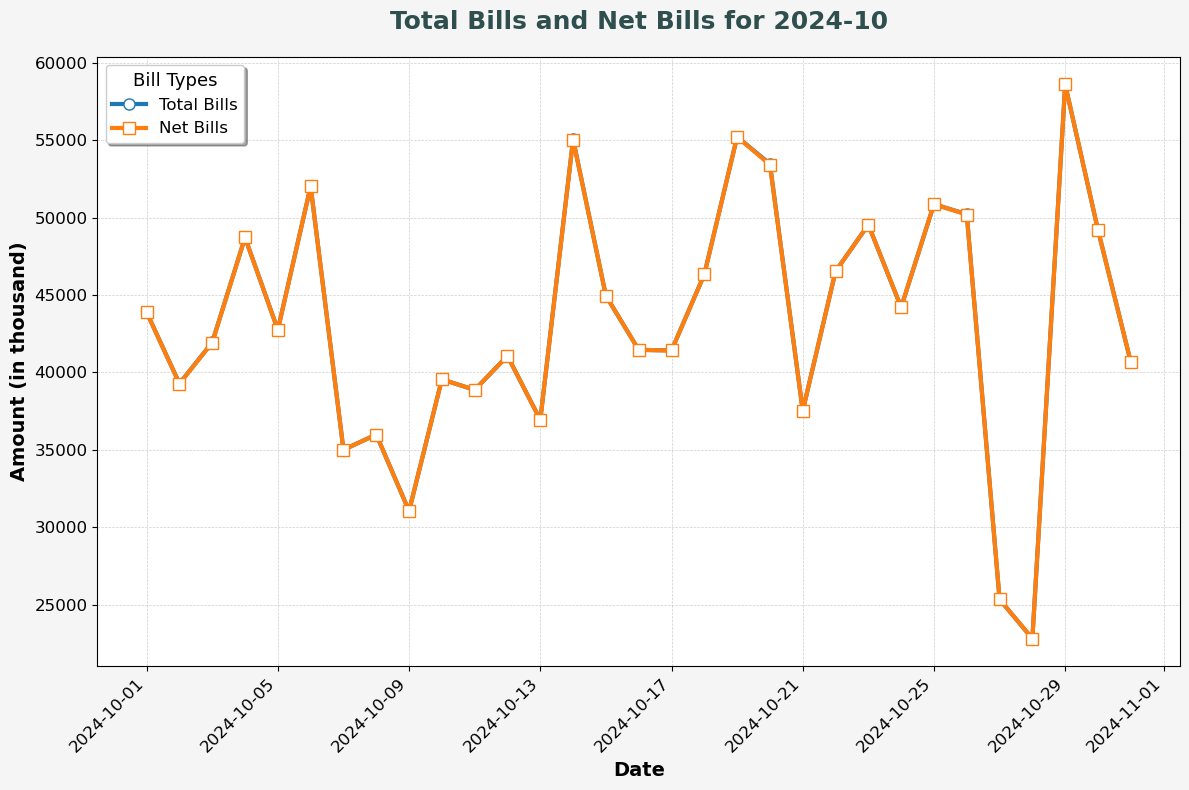 Total Bills and Net Bills for 2024-10
Bill Types
Total Bills
Net Bills
Amount (in thousand)
60000
55000
50000
45000
40000
35000
30000
25000
2024-10-01
2024-10-05
2024-10-09
2024-10-13
2024-10-17
2024-10-21
2024-10-25
2024-10-29
2024-11-01
Date